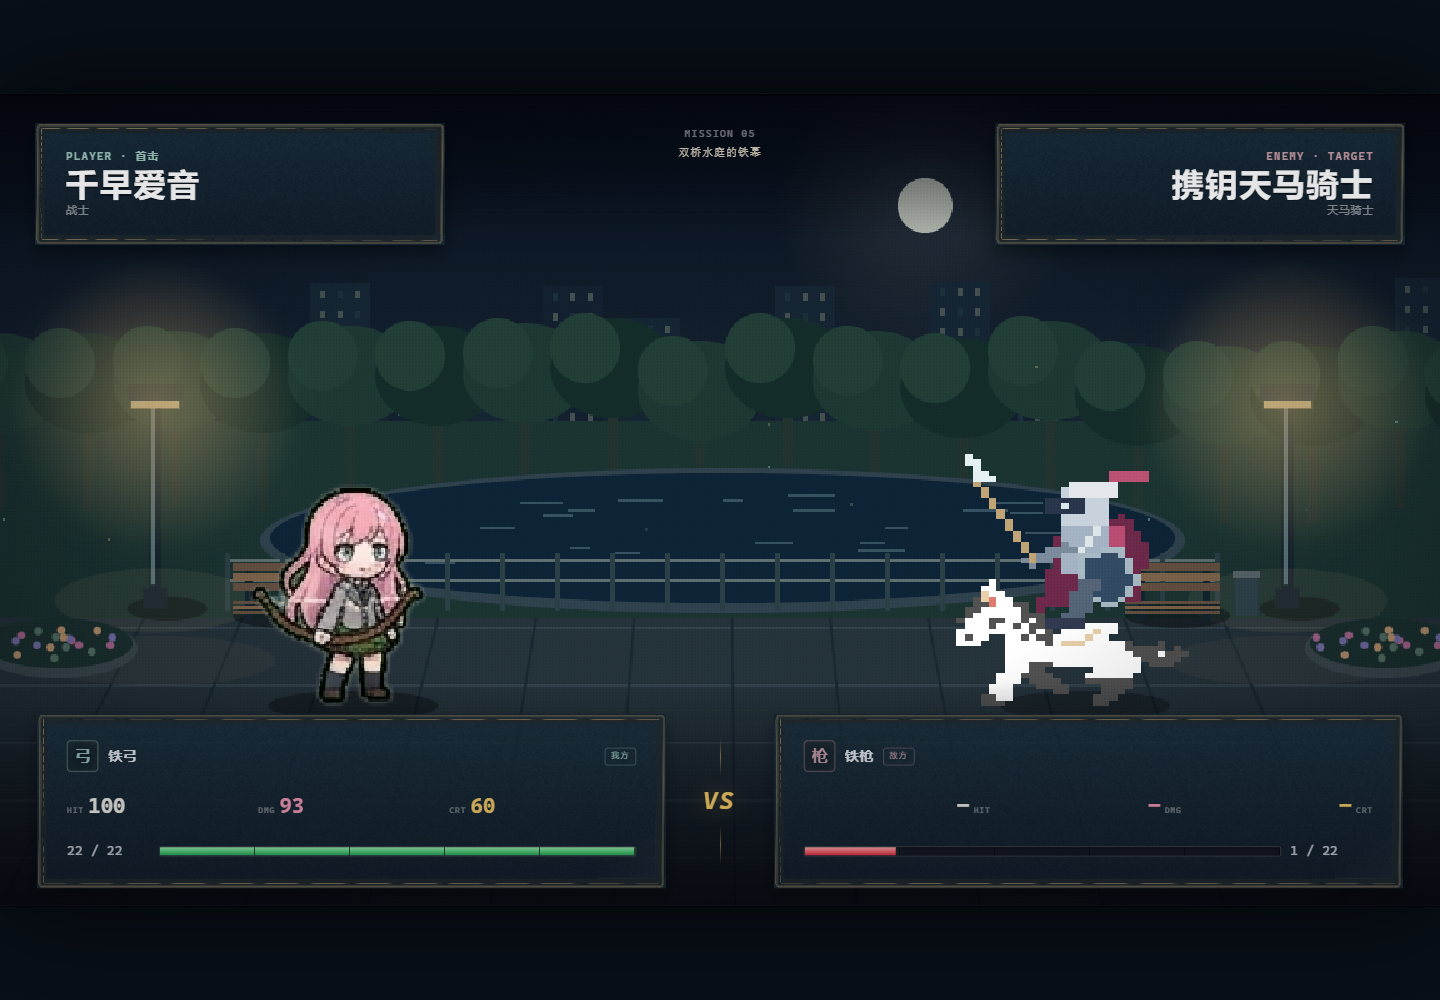 PLAYER · 首击
千早爱音
战士
MISSION 05
双桥水庭的铁幕
ENEMY · TARGET
携钥天马骑士
天马骑士
弓 铁弓 我方
HIT 100 DMG 93 CRT 60
22 / 22
VS
枪 铁枪 敌方
— HIT — DMG — CRT
1 / 22